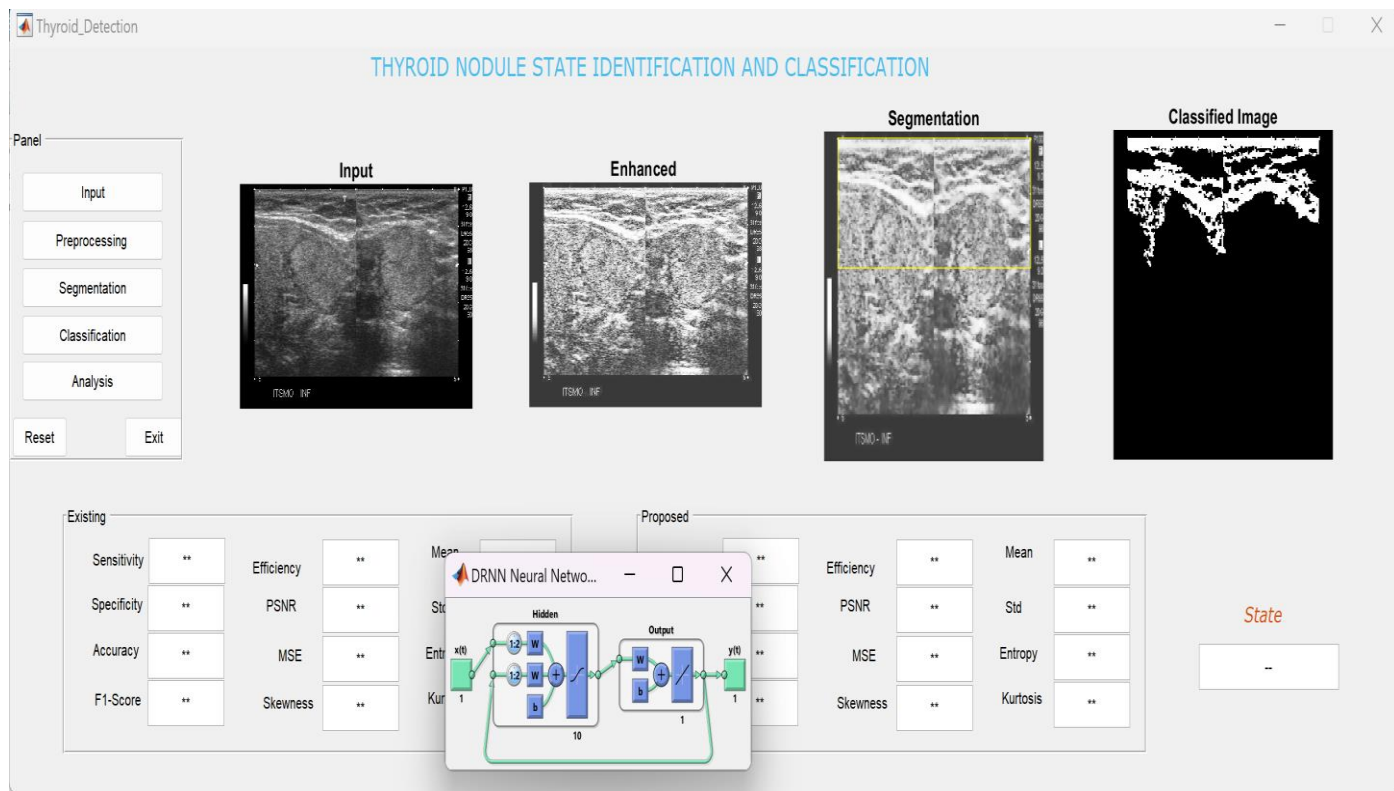 Thyroid_Detection
THYROID NODULE STATE IDENTIFICATION AND CLASSIFICATION
Panel
Input
Preprocessing
Segmentation
Classification
Analysis
Reset
Exit
Input
ITSMO - INF
Enhanced
ITSMO - INF
Segmentation
ITSMO - INF
Classified Image
Existing
Sensitivity **
Specificity **
Accuracy **
F1-Score **
Efficiency **
PSNR **
MSE **
Skewness **
Mean
DRNN Neural Netwo...
Hidden
x(t)
1
1:2 W
1:2 W
+
b
10
Output
W
+
b
1
y(t)
1
Proposed
**
**
**
**
Efficiency **
PSNR **
MSE **
Skewness **
Mean **
Std **
Entropy **
Kurtosis **
State
--